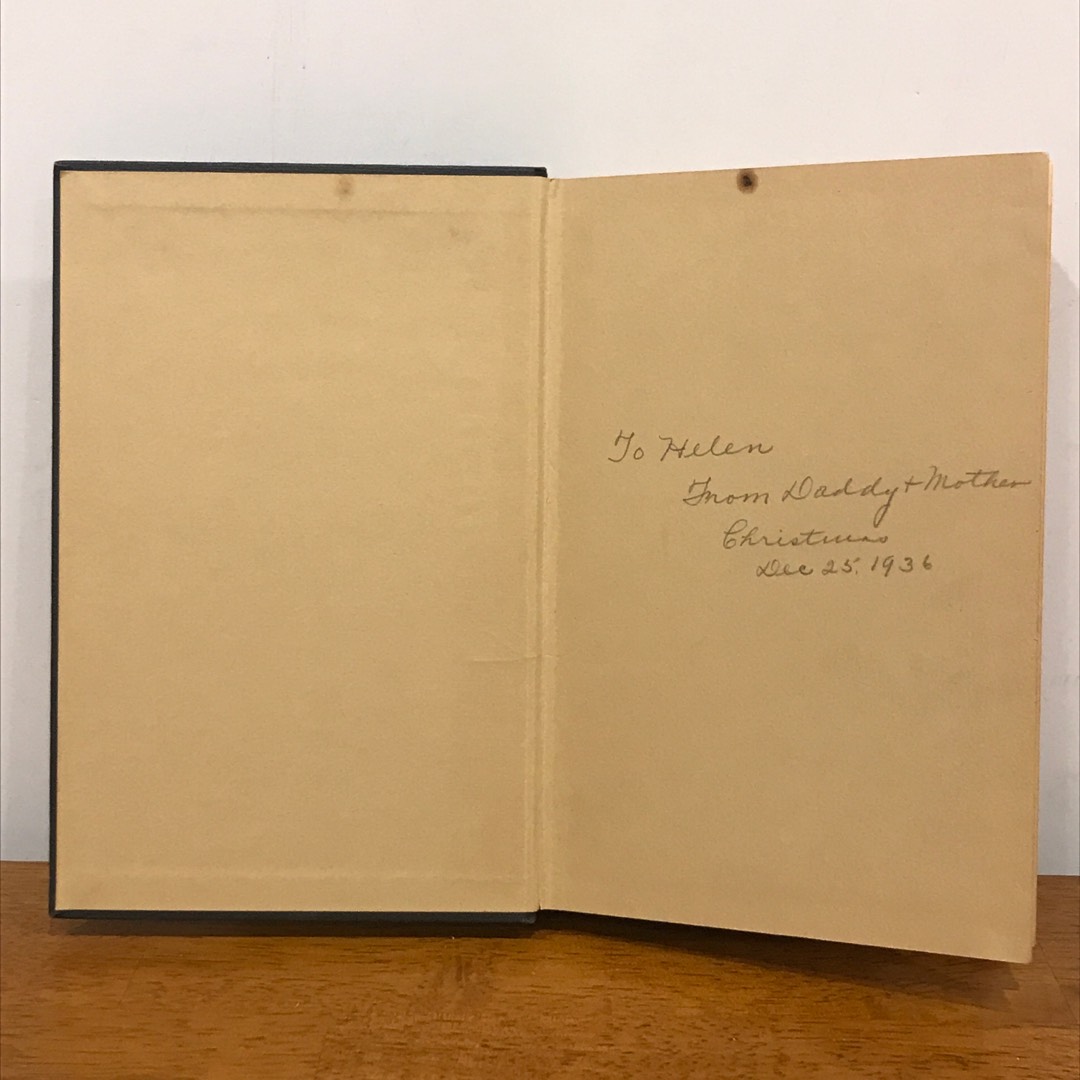 To Helen
From Daddy + Mother
Christmas
Dec 25, 1936